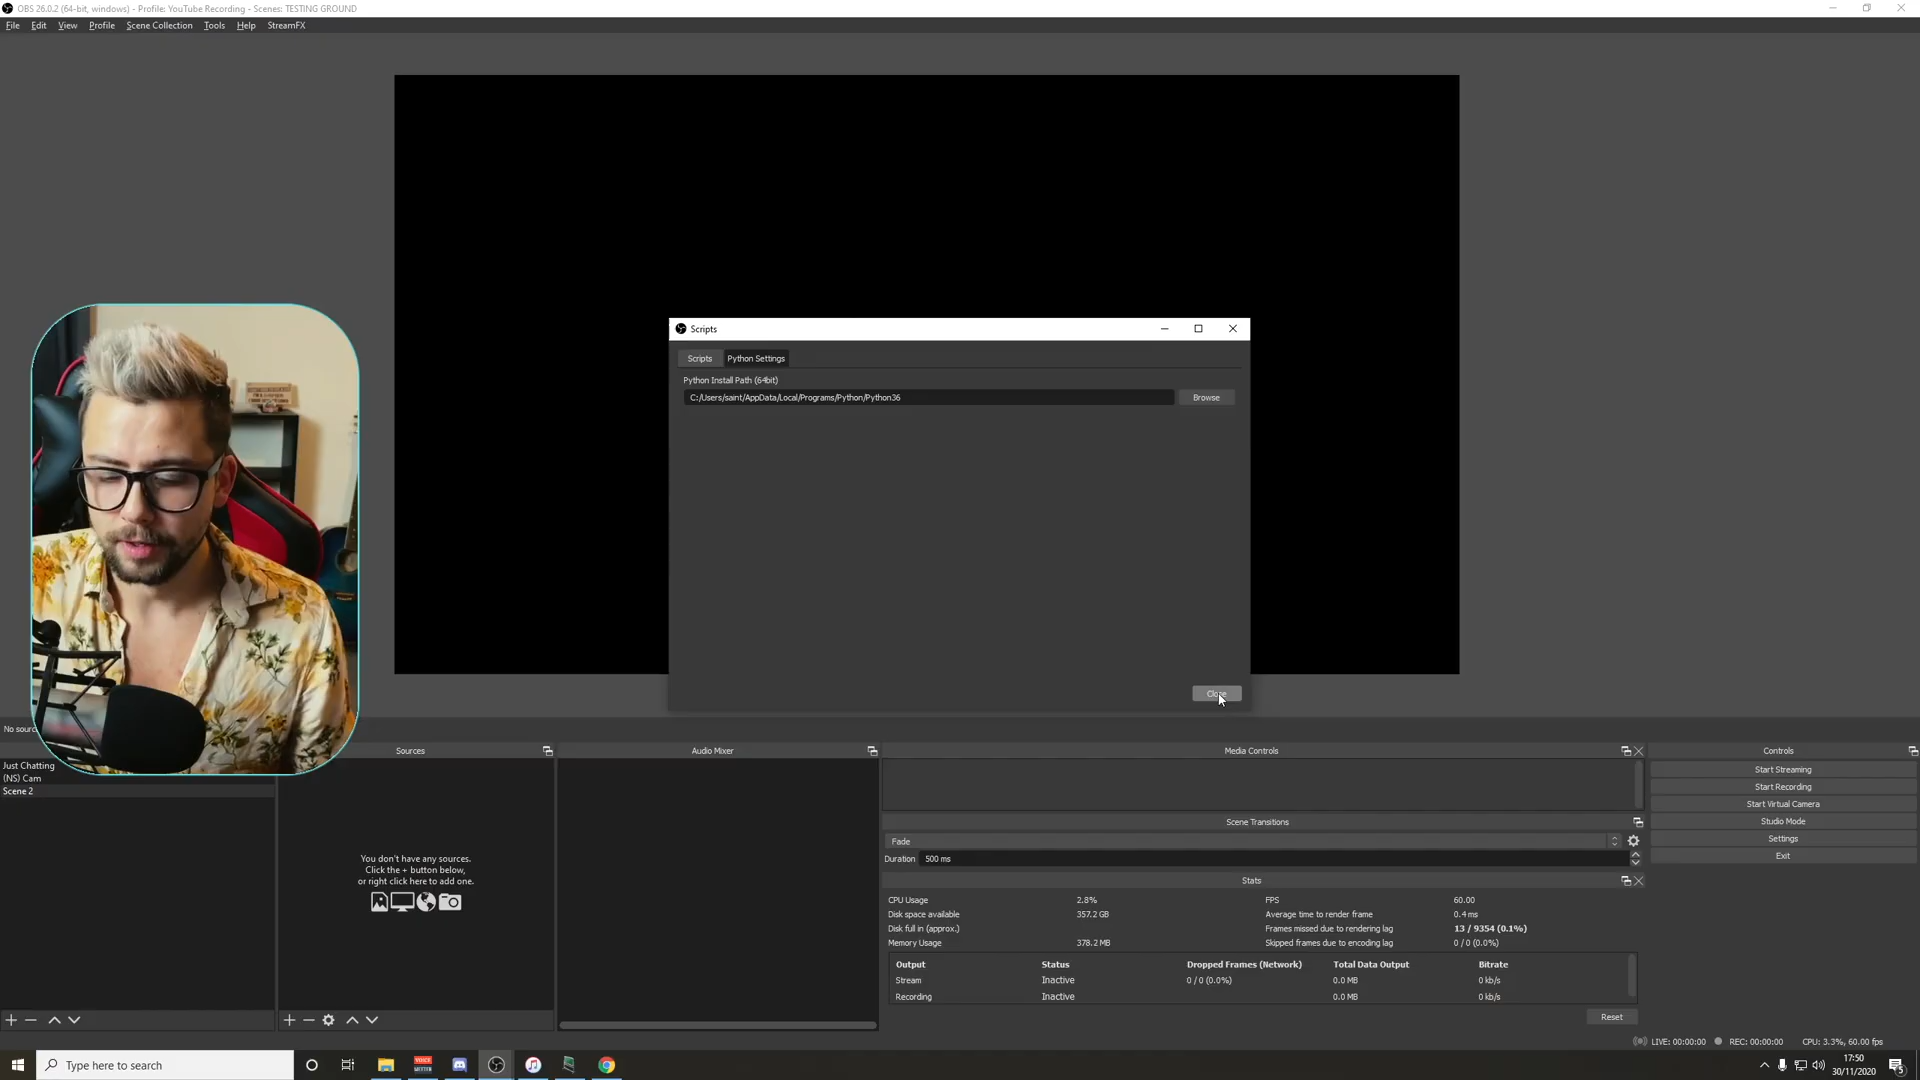 OBS 26.0.2 (64-bit, windows) - Profile: YouTube Recording - Scenes: TESTING GROUND
File Edit View Profile Scene Collection Tools Help StreamFX
Scripts
Scripts Python Settings
Python Install Path (64bit)
C:/Users/saint/AppData/Local/Programs/Python/Python36 Browse
Close
No sourc
Sources Audio Mixer Media Controls Controls
Just Chatting
(NS) Cam
Scene 2
You don't have any sources.
Click the + button below,
or right click here to add one.
Scene Transitions
Fade
Duration 500 ms
Stats
CPU Usage 2.8% FPS 60.00
Disk space available 357.2 GB Average time to render frame 0.4 ms
Disk full in (approx.) Frames missed due to rendering lag 13 / 9354 (0.1%)
Memory Usage 378.2 MB Skipped frames due to encoding lag 0 / 0 (0.0%)
Output Status Dropped Frames (Network) Total Data Output Bitrate
Stream Inactive 0 / 0 (0.0%) 0.0 MB 0 kb/s
Recording Inactive 0.0 MB 0 kb/s
Reset
Start Streaming
Start Recording
Start Virtual Camera
Studio Mode
Settings
Exit
LIVE: 00:00:00 REC: 00:00:00 CPU: 3.3%, 60.00 fps
Type here to search
VOICE
17:50
30/11/2020
5